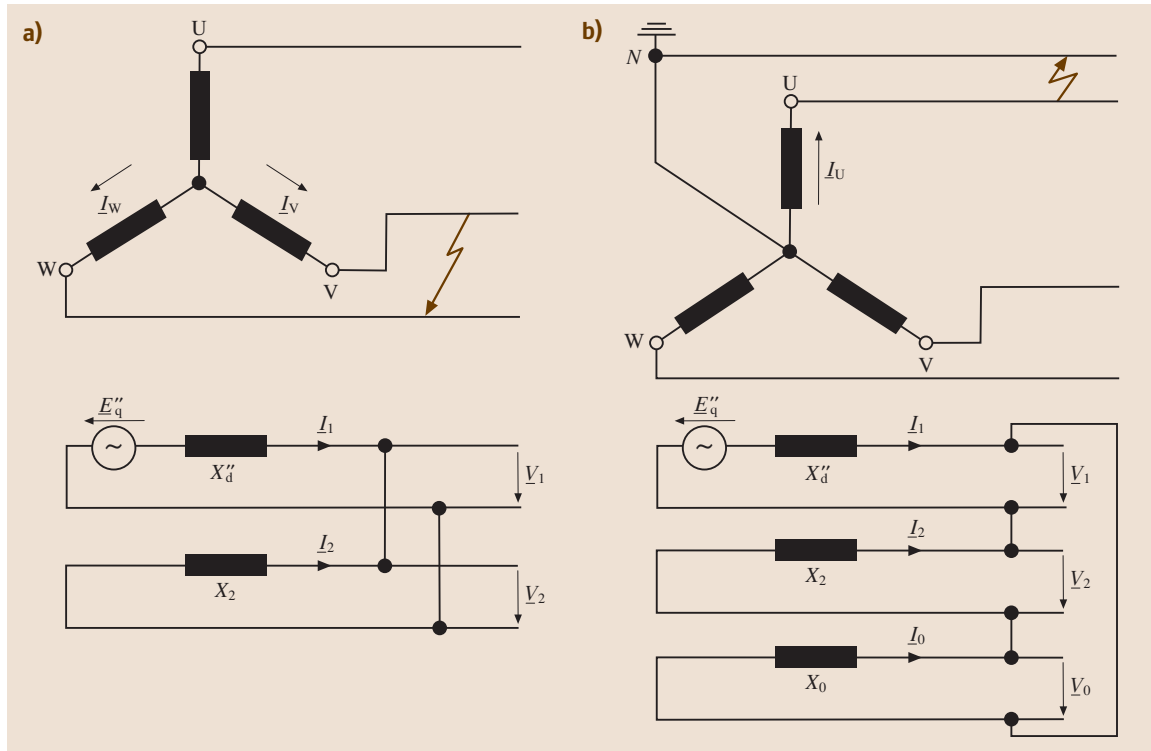 a)
U
I_W
I_V
W
V
E″_q
~
I_1
X″_d
V_1
I_2
X_2
V_2
b)
N
U
I_U
W
V
E″_q
~
I_1
X″_d
V_1
I_2
X_2
V_2
I_0
X_0
V_0